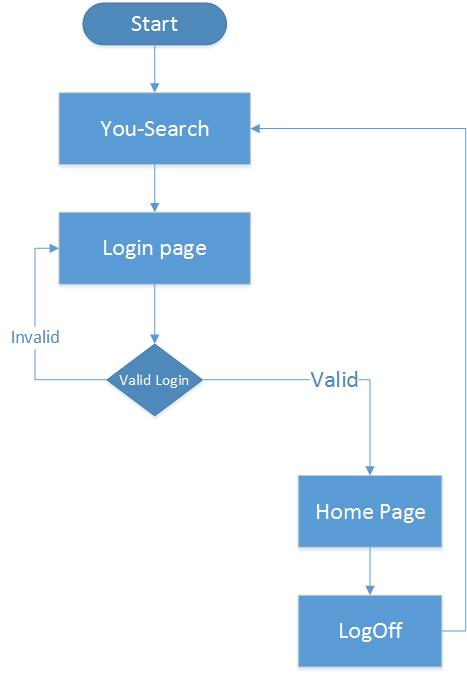 Start
You-Search
Login page
Invalid
Valid Login
Valid
Home Page
LogOff